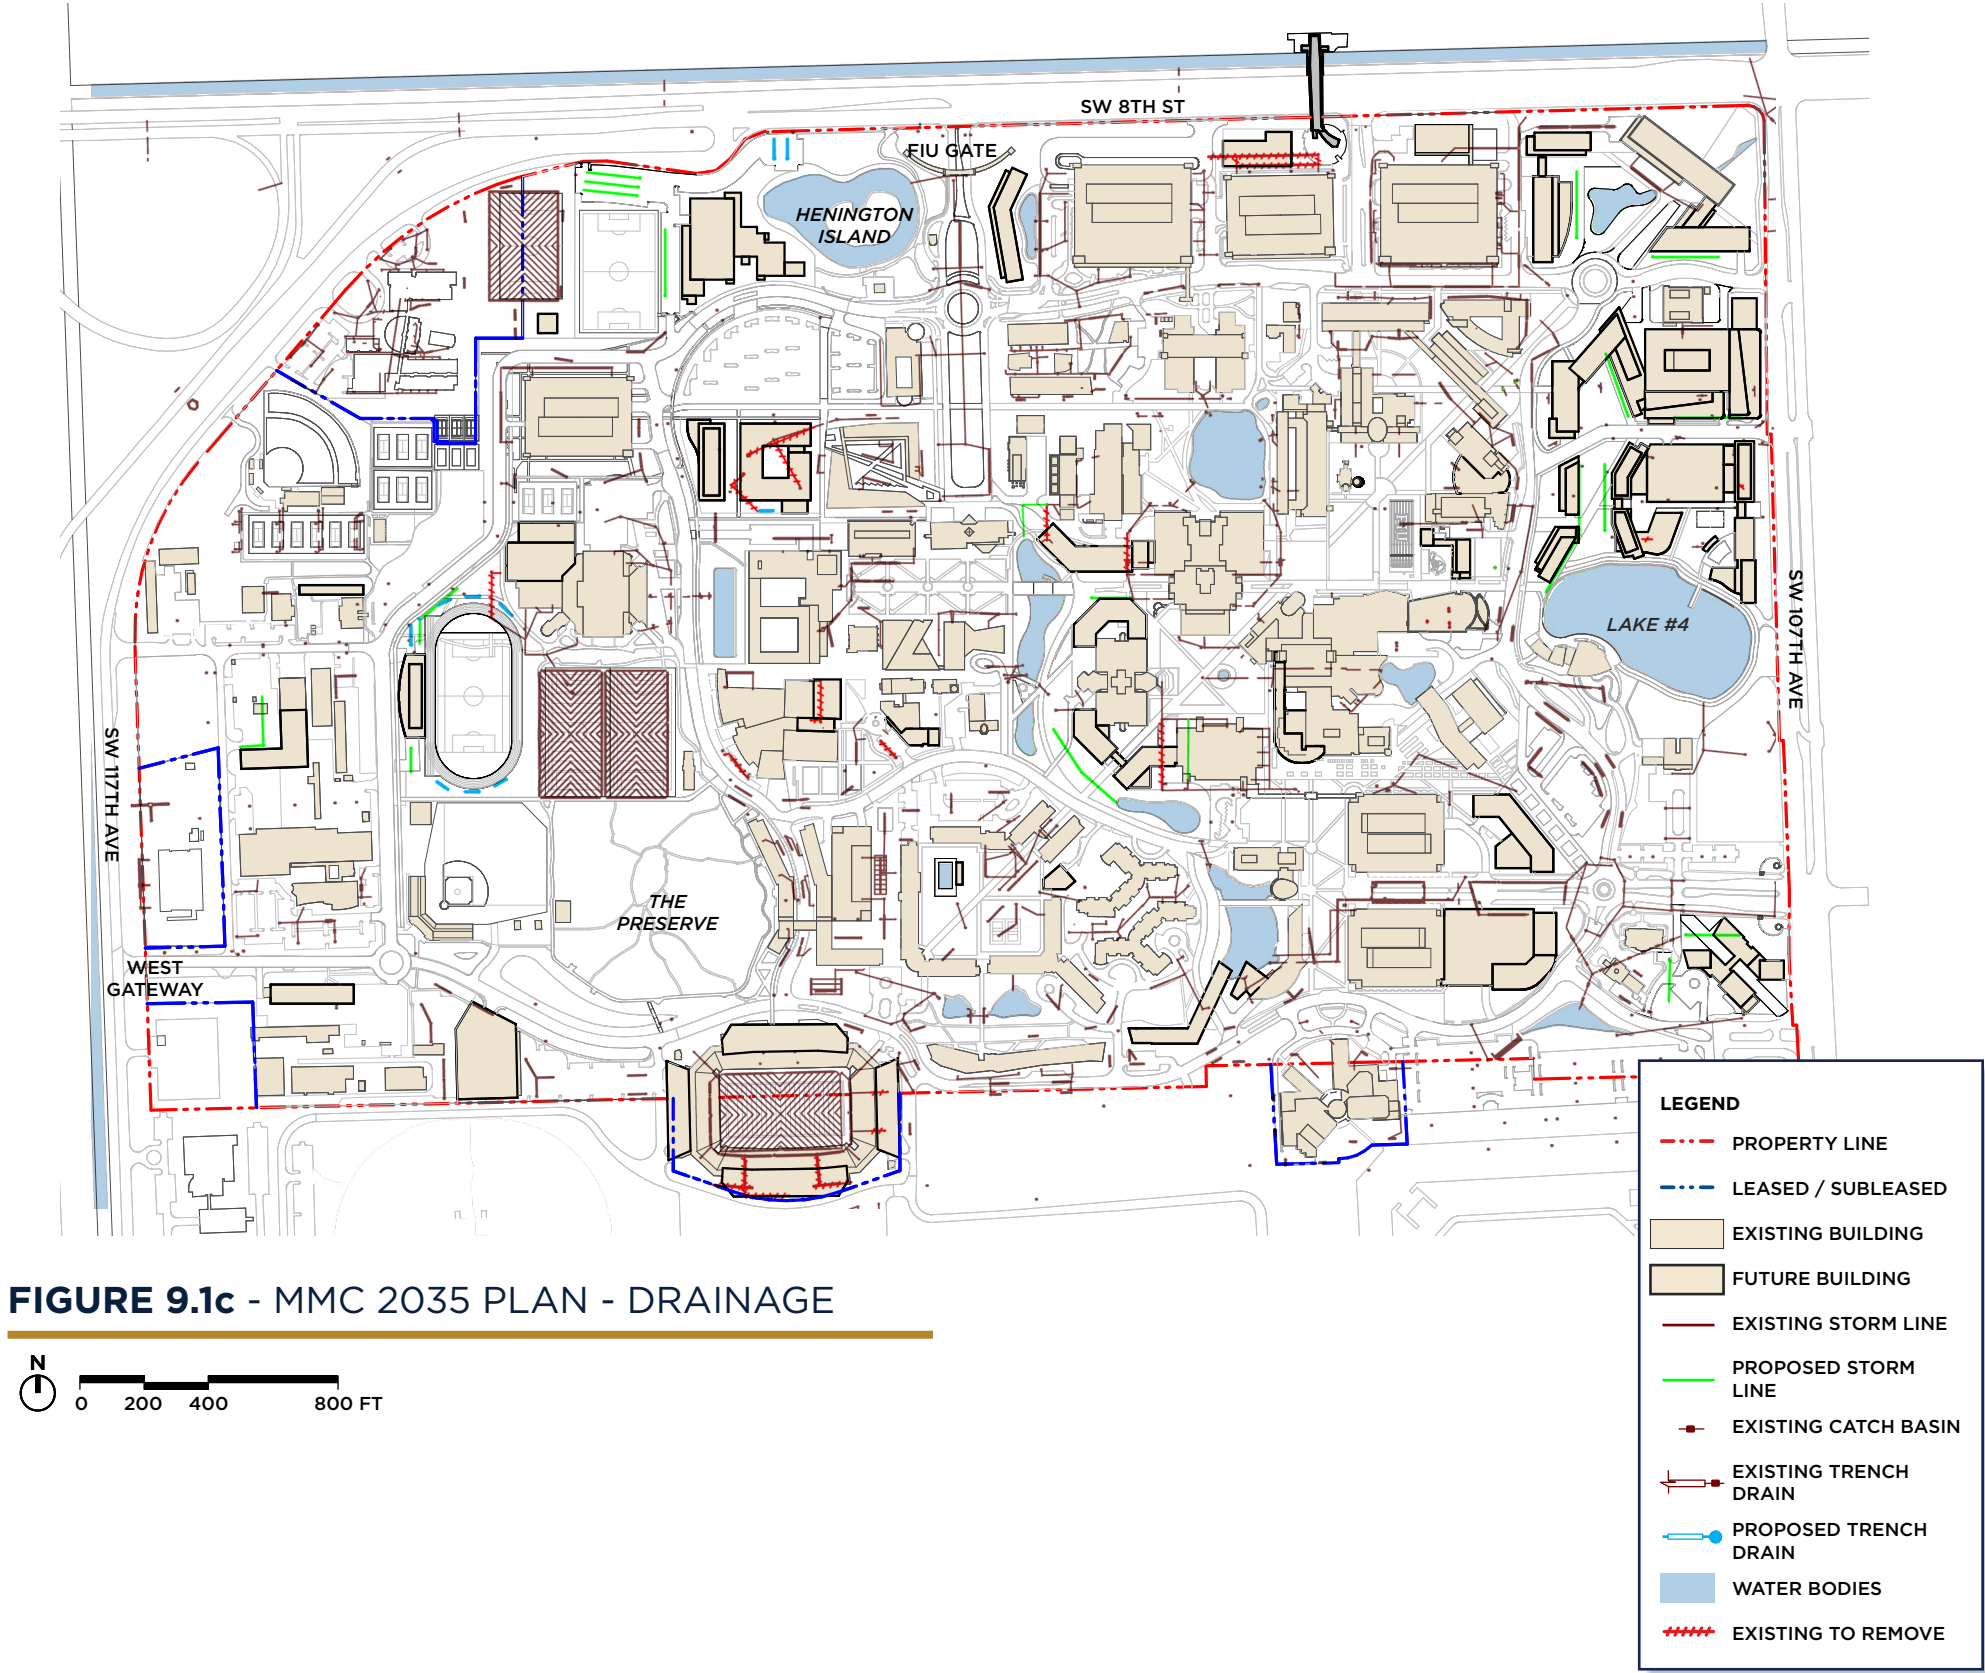 SW 8TH ST
FIU GATE
HENINGTON
ISLAND
LAKE #4
SW 107TH AVE
SW 117TH AVE
THE
PRESERVE
WEST
GATEWAY
LEGEND
PROPERTY LINE
LEASED / SUBLEASED
EXISTING BUILDING
FUTURE BUILDING
EXISTING STORM LINE
PROPOSED STORM
LINE
EXISTING CATCH BASIN
EXISTING TRENCH
DRAIN
PROPOSED TRENCH
DRAIN
WATER BODIES
EXISTING TO REMOVE
FIGURE 9.1c - MMC 2035 PLAN - DRAINAGE
N
0 200 400 800 FT